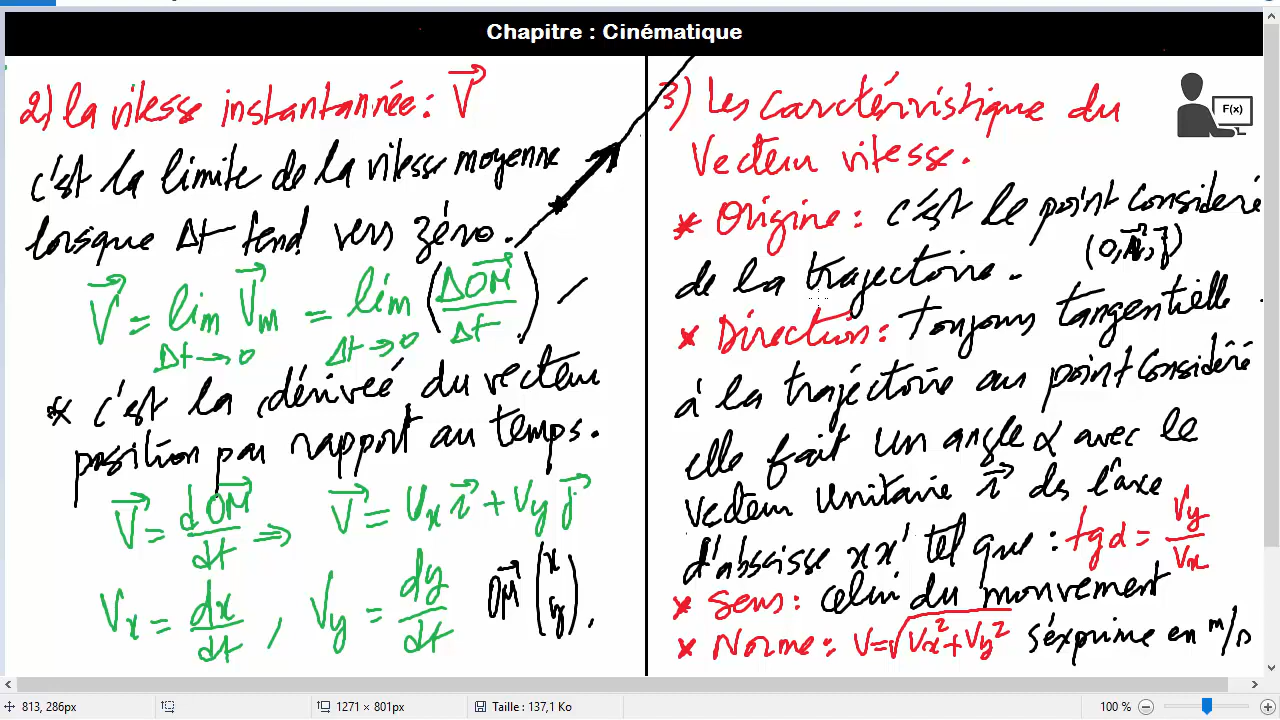 Chapitre : Cinématique
2) la vitesse instantannée : V⃗
c'est la limite de la vitesse moyenne
lorsque Δt tend vers zéro.
V⃗ = lim V⃗m = lim (ΔOM⃗/Δt)
Δt→0 Δt→0
* c'est la dérivée du vecteur
position par rapport au temps.
V⃗ = dOM⃗/dt ⇒ V⃗ = Vx i⃗ + Vy j⃗
Vx = dx/dt , Vy = dy/dt OM⃗ (x y).
3) Les caractérristique du
Vecteur vitesse.
F(x)
* Origine : c'est le point Consideré
de la trajectoire.
* Direction : Toujours tangentielle
à la trajéctoire au point Considéré
elle fait un angle α avec le
vecteur Unitaire i⃗ de l'axe
d'abscisse xx' tel que : tgα = Vy/Vx
* Sens : celui du mouvement
* Norme : V=√Vx²+Vy² s'éxprime en m/s
813, 286px
1271 × 801px
Taille : 137,1 Ko
100 %